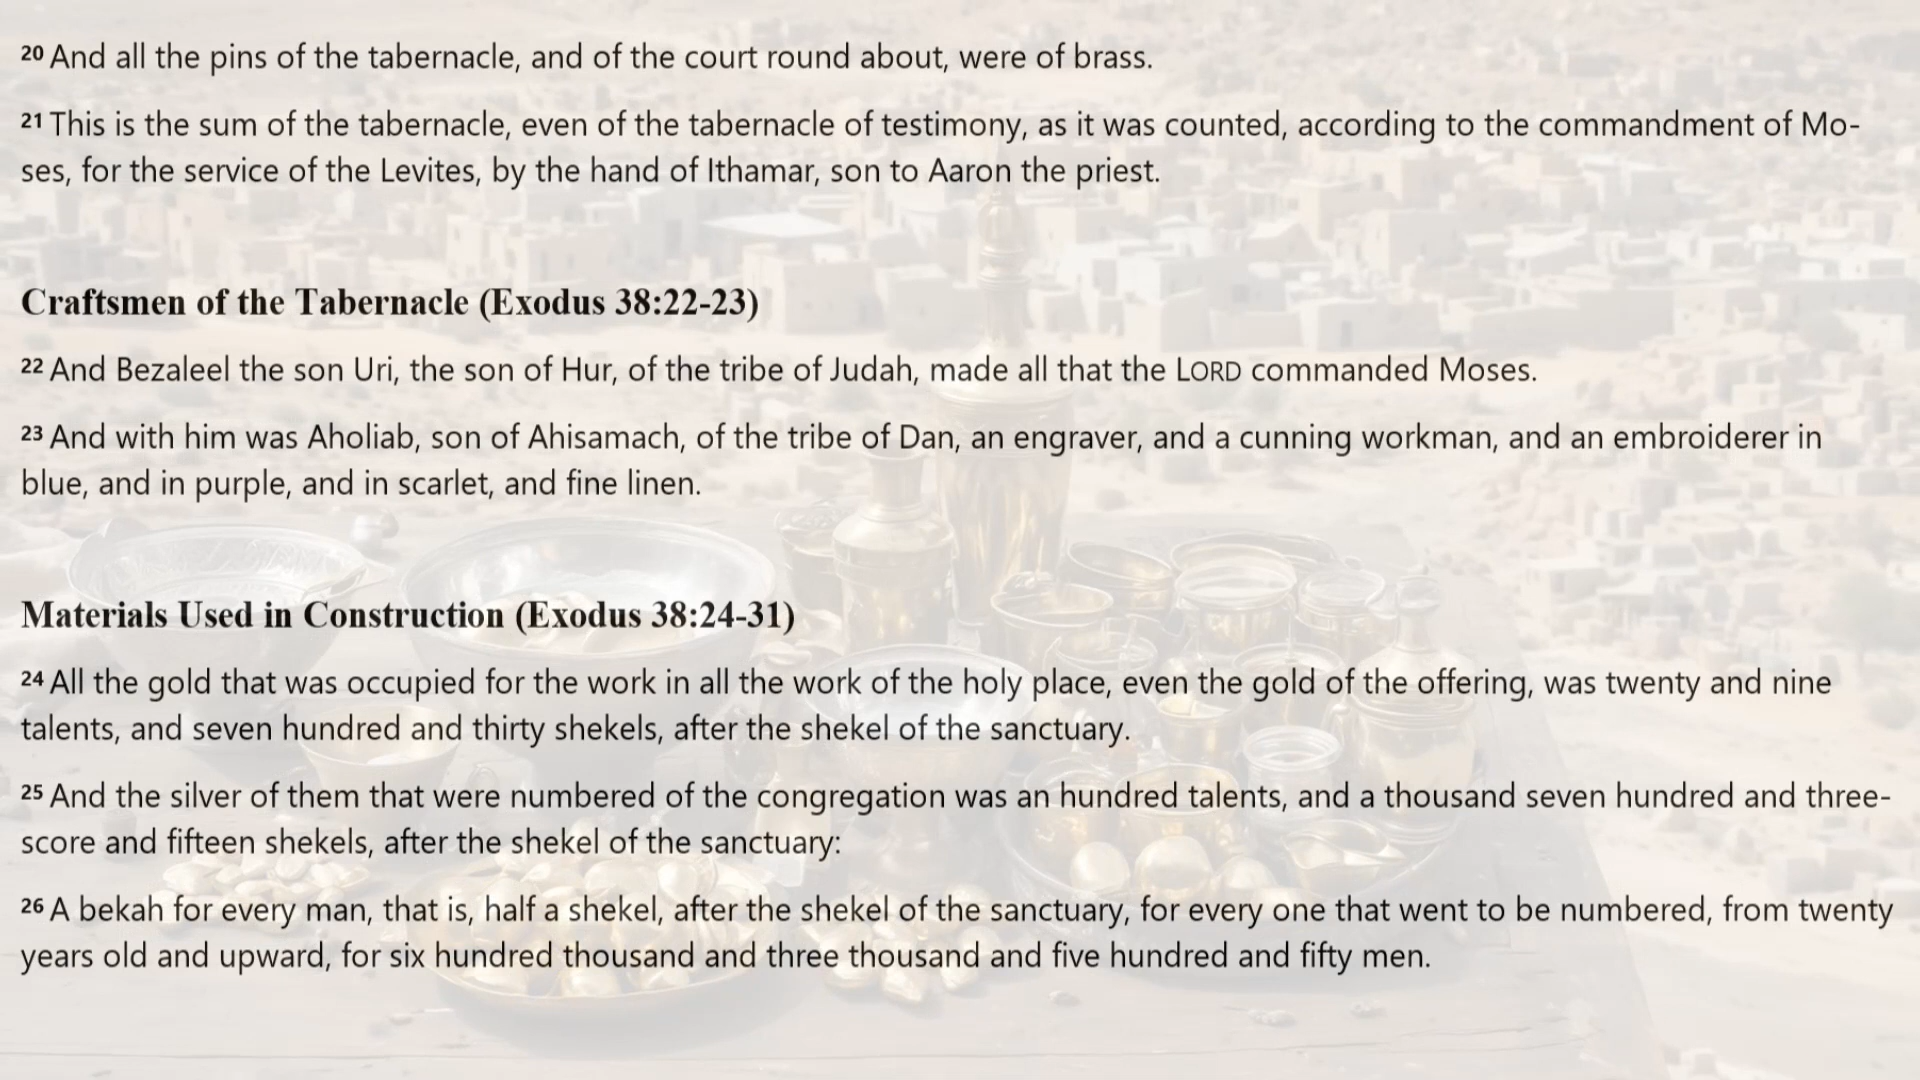 20 And all the pins of the tabernacle, and of the court round about, were of brass.
21 This is the sum of the tabernacle, even of the tabernacle of testimony, as it was counted, according to the commandment of Mo-
ses, for the service of the Levites, by the hand of Ithamar, son to Aaron the priest.
Craftsmen of the Tabernacle (Exodus 38:22-23)
22 And Bezaleel the son Uri, the son of Hur, of the tribe of Judah, made all that the LORD commanded Moses.
23 And with him was Aholiab, son of Ahisamach, of the tribe of Dan, an engraver, and a cunning workman, and an embroiderer in
blue, and in purple, and in scarlet, and fine linen.
Materials Used in Construction (Exodus 38:24-31)
24 All the gold that was occupied for the work in all the work of the holy place, even the gold of the offering, was twenty and nine
talents, and seven hundred and thirty shekels, after the shekel of the sanctuary.
25 And the silver of them that were numbered of the congregation was an hundred talents, and a thousand seven hundred and three-
score and fifteen shekels, after the shekel of the sanctuary:
26 A bekah for every man, that is, half a shekel, after the shekel of the sanctuary, for every one that went to be numbered, from twenty
years old and upward, for six hundred thousand and three thousand and five hundred and fifty men.